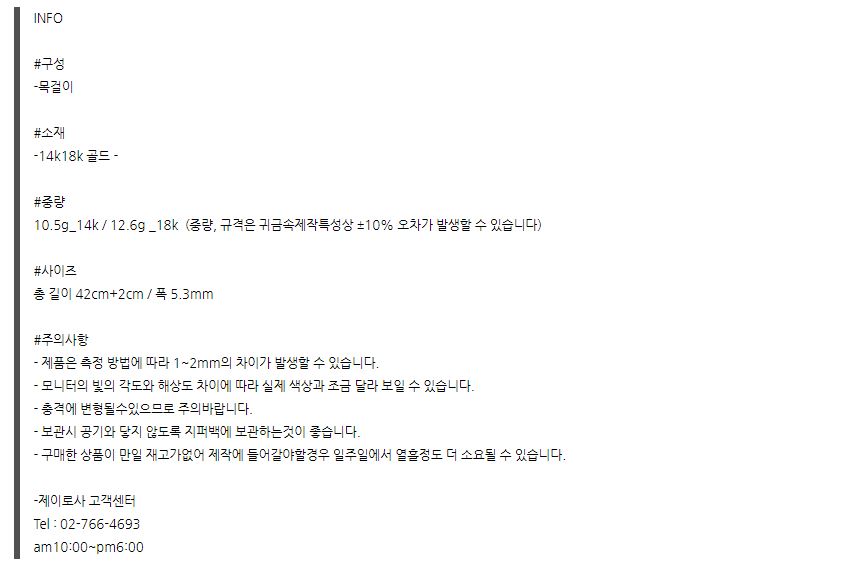 INFO
#구성
-목걸이
#소재
-14k18k 골드 -
#중량
10.5g_14k / 12.6g _18k (중량, 규격은 귀금속제작특성상 ±10% 오차가 발생할 수 있습니다)
#사이즈
총 길이 42cm+2cm / 폭 5.3mm
#주의사항
- 제품은 측정 방법에 따라 1~2mm의 차이가 발생할 수 있습니다.
- 모니터의 빛의 각도와 해상도 차이에 따라 실제 색상과 조금 달라 보일 수 있습니다.
- 충격에 변형될수있으므로 주의바랍니다.
- 보관시 공기와 닿지 않도록 지퍼백에 보관하는것이 좋습니다.
- 구매한 상품이 만일 재고가없어 제작에 들어갈야할경우 일주일에서 열흘정도 더 소요될 수 있습니다.
-제이로사 고객센터
Tel : 02-766-4693
am10:00~pm6:00